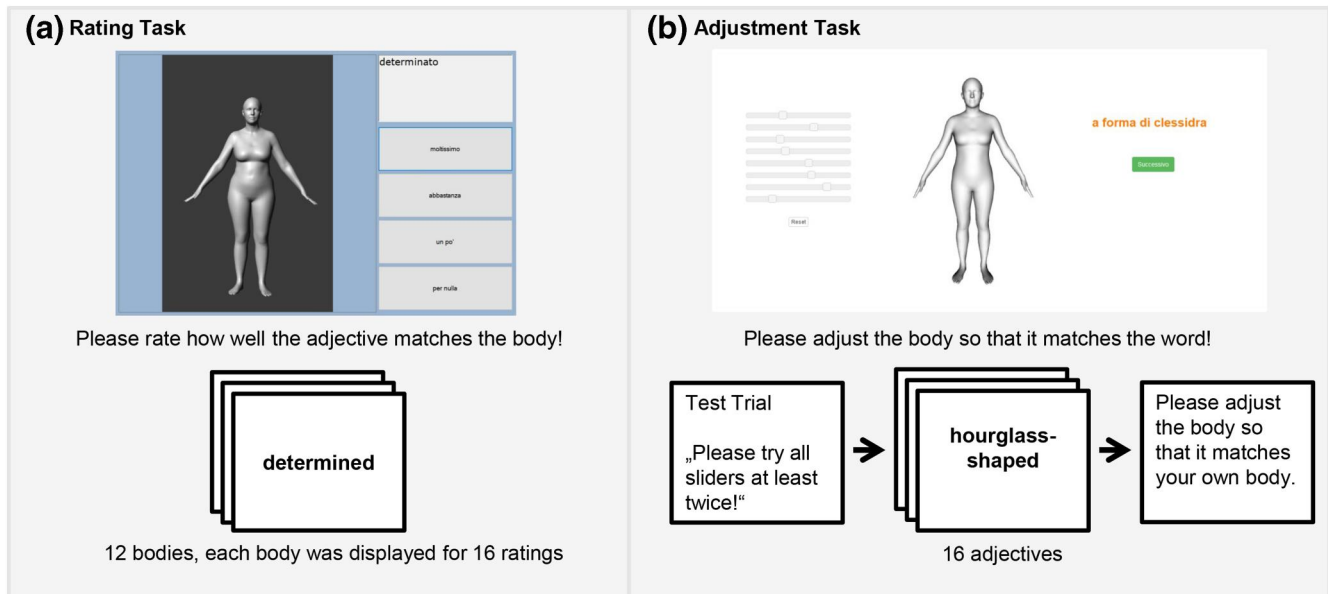 (a) Rating Task
determinato
moltissimo
abbastanza
un po'
per nulla
Please rate how well the adjective matches the body!
determined
12 bodies, each body was displayed for 16 ratings
(b) Adjustment Task
a forma di clessidra
Successivo
Reset
Please adjust the body so that it matches the word!
Test Trial
„Please try all
sliders at least
twice!“
hourglass-
shaped
Please adjust
the body so
that it matches
your own body.
16 adjectives